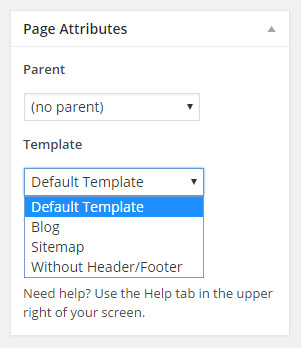 Page Attributes
Parent
(no parent)
Template
Default Template
Default Template
Blog
Sitemap
Without Header/Footer
Need help? Use the Help tab in the upper
right of your screen.